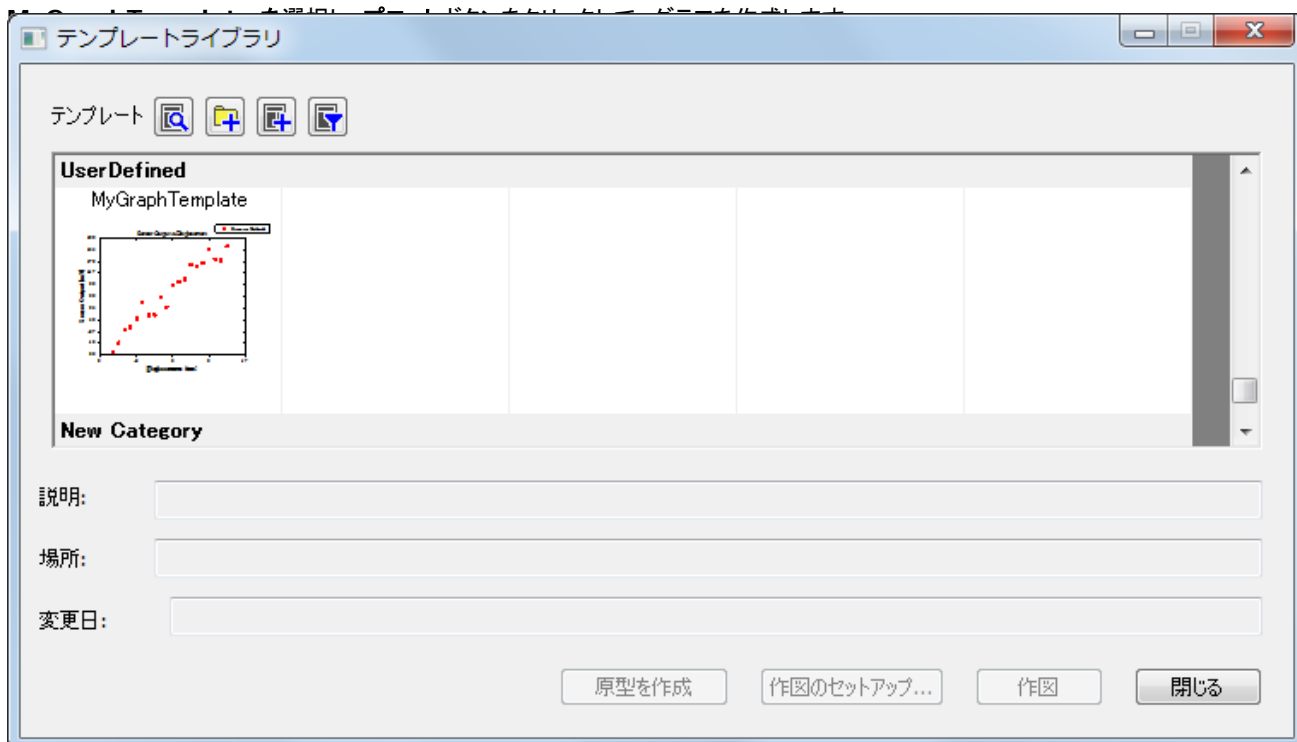 テンプレートライブラリ
テンプレート
UserDefined
MyGraphTemplate
New Category
説明:
場所:
変更日:
原型を作成
作図のセットアップ...
作図
閉じる